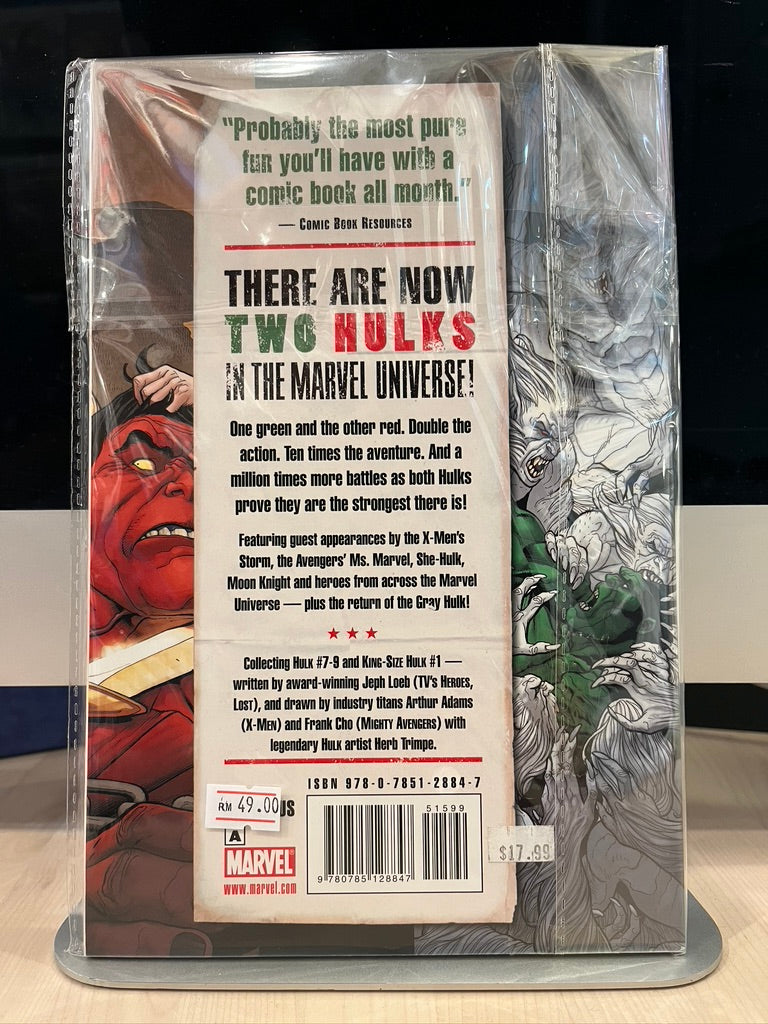 “Probably the most pure
fun you’ll have with a
comic book all month.”
— Comic Book Resources
THERE ARE NOW
TWO HULKS
IN THE MARVEL UNIVERSE!
One green and the other red. Double the
action. Ten times the aventure. And a
million times more battles as both Hulks
prove they are the strongest there is!
Featuring guest appearances by the X-Men’s
Storm, the Avengers’ Ms. Marvel, She-Hulk,
Moon Knight and heroes from across the Marvel
Universe — plus the return of the Gray Hulk!
Collecting Hulk #7-9 and King-Size Hulk #1 —
written by award-winning Jeph Loeb (TV’s Heroes,
Lost), and drawn by industry titans Arthur Adams
(X-Men) and Frank Cho (Mighty Avengers) with
legendary Hulk artist Herb Trimpe.
ISBN 978-0-7851-2884-7
RM 49.00
US
51599
A
MARVEL
www.marvel.com
9 780785 128847
$17.99